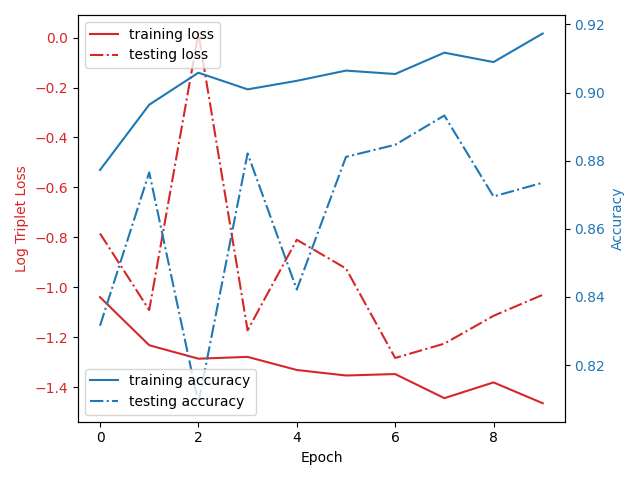 training loss
testing loss
0.0
−0.2
−0.4
−0.6
−0.8
−1.0
−1.2
−1.4
Log Triplet Loss
0.92
0.90
0.88
0.86
0.84
0.82
Accuracy
training accuracy
testing accuracy
0 2 4 6 8
Epoch